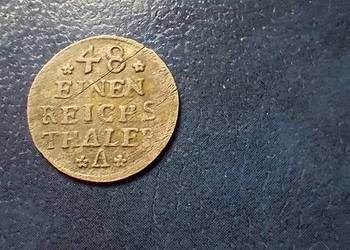 48
EINEN
REICHS
THALER
A